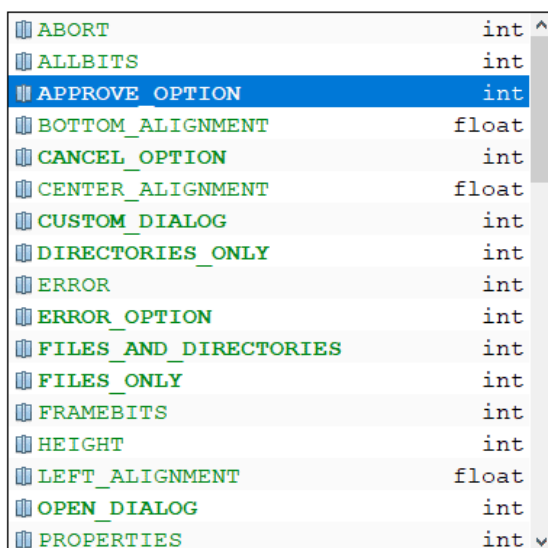 ABORT int
ALLBITS int
APPROVE_OPTION int
BOTTOM_ALIGNMENT float
CANCEL_OPTION int
CENTER_ALIGNMENT float
CUSTOM_DIALOG int
DIRECTORIES_ONLY int
ERROR int
ERROR_OPTION int
FILES_AND_DIRECTORIES int
FILES_ONLY int
FRAMEBITS int
HEIGHT int
LEFT_ALIGNMENT float
OPEN_DIALOG int
PROPERTIES int